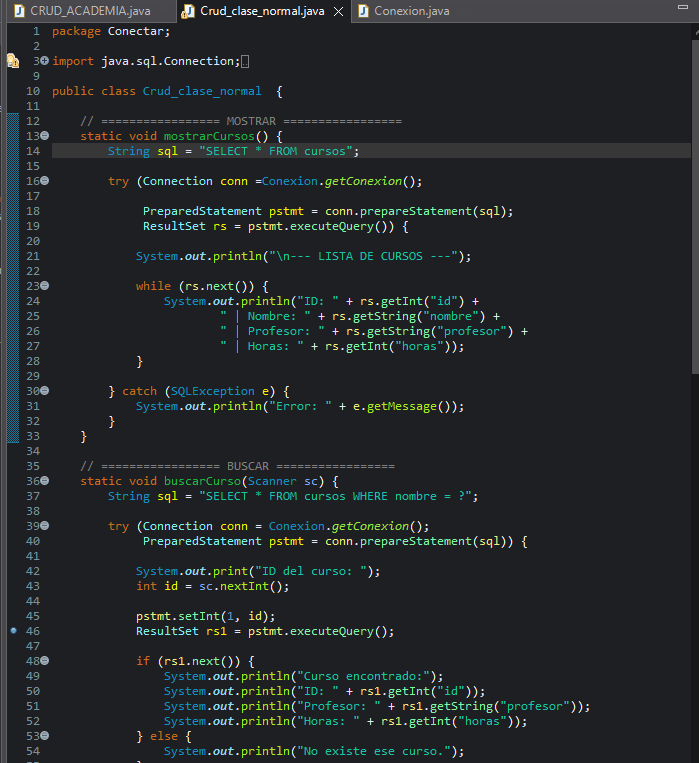 CRUD_ACADEMIA.java Crud_clase_normal.java Conexion.java
1 package Conectar;
2
3 import java.sql.Connection;
9
10 public class Crud_clase_normal  {
11
12     // ================= MOSTRAR =================
13     static void mostrarCursos() {
14         String sql = "SELECT * FROM cursos";
15
16         try (Connection conn =Conexion.getConexion();
17
18              PreparedStatement pstmt = conn.prepareStatement(sql);
19              ResultSet rs = pstmt.executeQuery()) {
20
21             System.out.println("\n--- LISTA DE CURSOS ---");
22
23             while (rs.next()) {
24                 System.out.println("ID: " + rs.getInt("id") +
25                         " | Nombre: " + rs.getString("nombre") +
26                         " | Profesor: " + rs.getString("profesor") +
27                         " | Horas: " + rs.getInt("horas"));
28             }
29
30         } catch (SQLException e) {
31             System.out.println("Error: " + e.getMessage());
32         }
33     }
34
35     // ================= BUSCAR =================
36     static void buscarCurso(Scanner sc) {
37         String sql = "SELECT * FROM cursos WHERE nombre = ?";
38
39         try (Connection conn = Conexion.getConexion();
40              PreparedStatement pstmt = conn.prepareStatement(sql)) {
41
42             System.out.print("ID del curso: ");
43             int id = sc.nextInt();
44
45             pstmt.setInt(1, id);
46             ResultSet rs1 = pstmt.executeQuery();
47
48             if (rs1.next()) {
49                 System.out.println("Curso encontrado:");
50                 System.out.println("ID: " + rs1.getInt("id"));
51                 System.out.println("Profesor: " + rs1.getString("profesor"));
52                 System.out.println("Horas: " + rs1.getInt("horas"));
53             } else {
54                 System.out.println("No existe ese curso.");